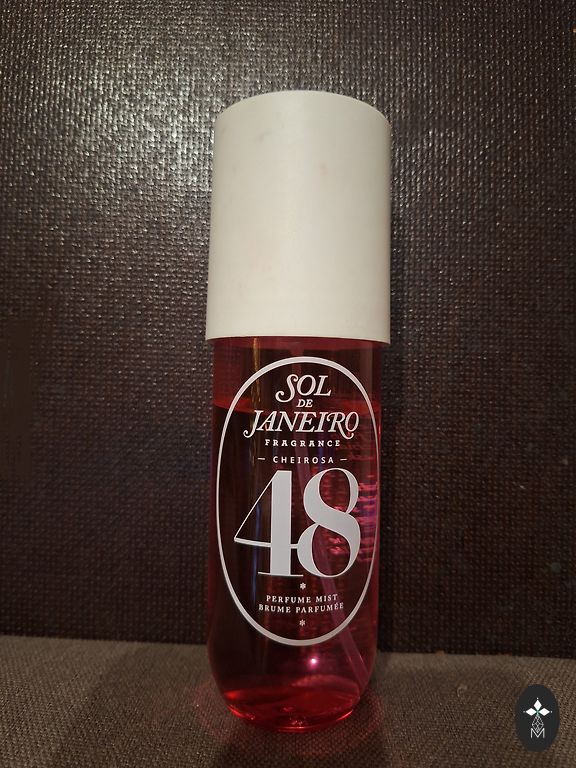 SOL
DE
JANEIRO
FRAGRANCE
– CHEIROSA –
48
PERFUME MIST
BRUME PARFUMÉE
M